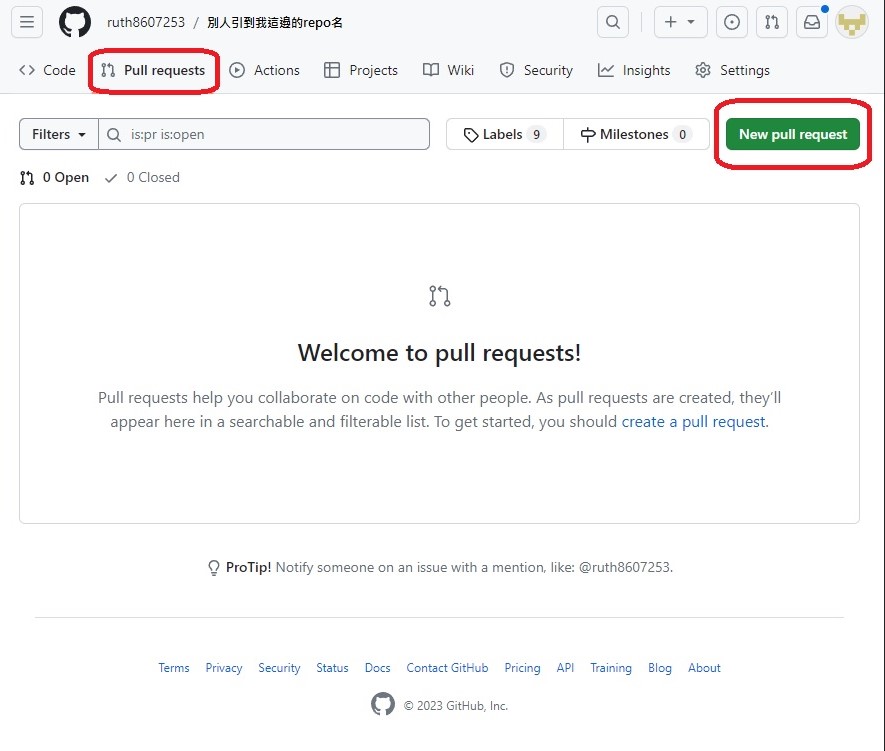 ruth8607253 / 別人引到我這邊的repo名
Code Pull requests Actions Projects Wiki Security Insights Settings
Filters is:pr is:open Labels 9 Milestones 0 New pull request
0 Open 0 Closed
Welcome to pull requests!
Pull requests help you collaborate on code with other people. As pull requests are created, they’ll
appear here in a searchable and filterable list. To get started, you should create a pull request.
ProTip! Notify someone on an issue with a mention, like: @ruth8607253.
Terms Privacy Security Status Docs Contact GitHub Pricing API Training Blog About
© 2023 GitHub, Inc.